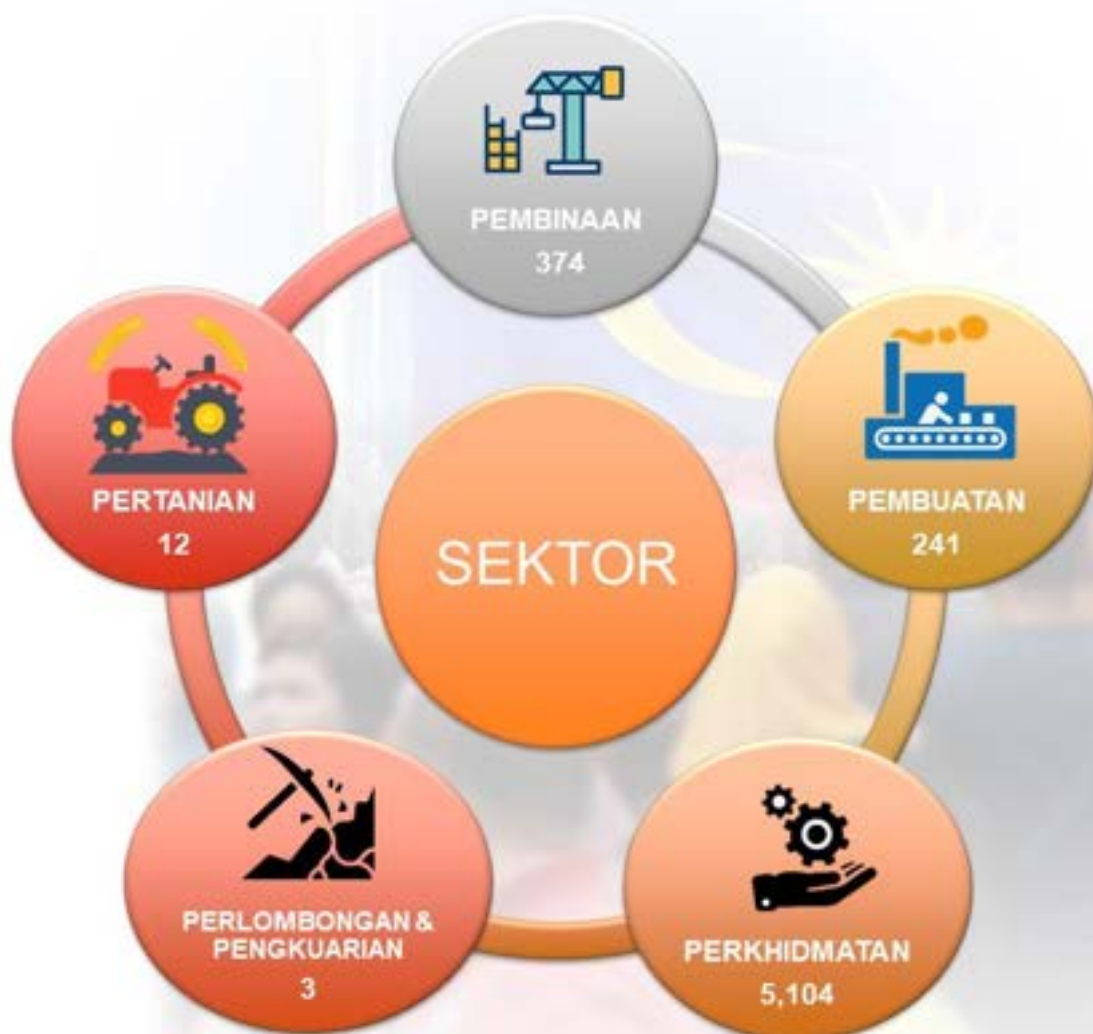 PEMBINAAN
374
PERTANIAN
12
PEMBUATAN
241
SEKTOR
PERLOMBONGAN &
PENGKUARIAN
3
PERKHIDMATAN
5,104